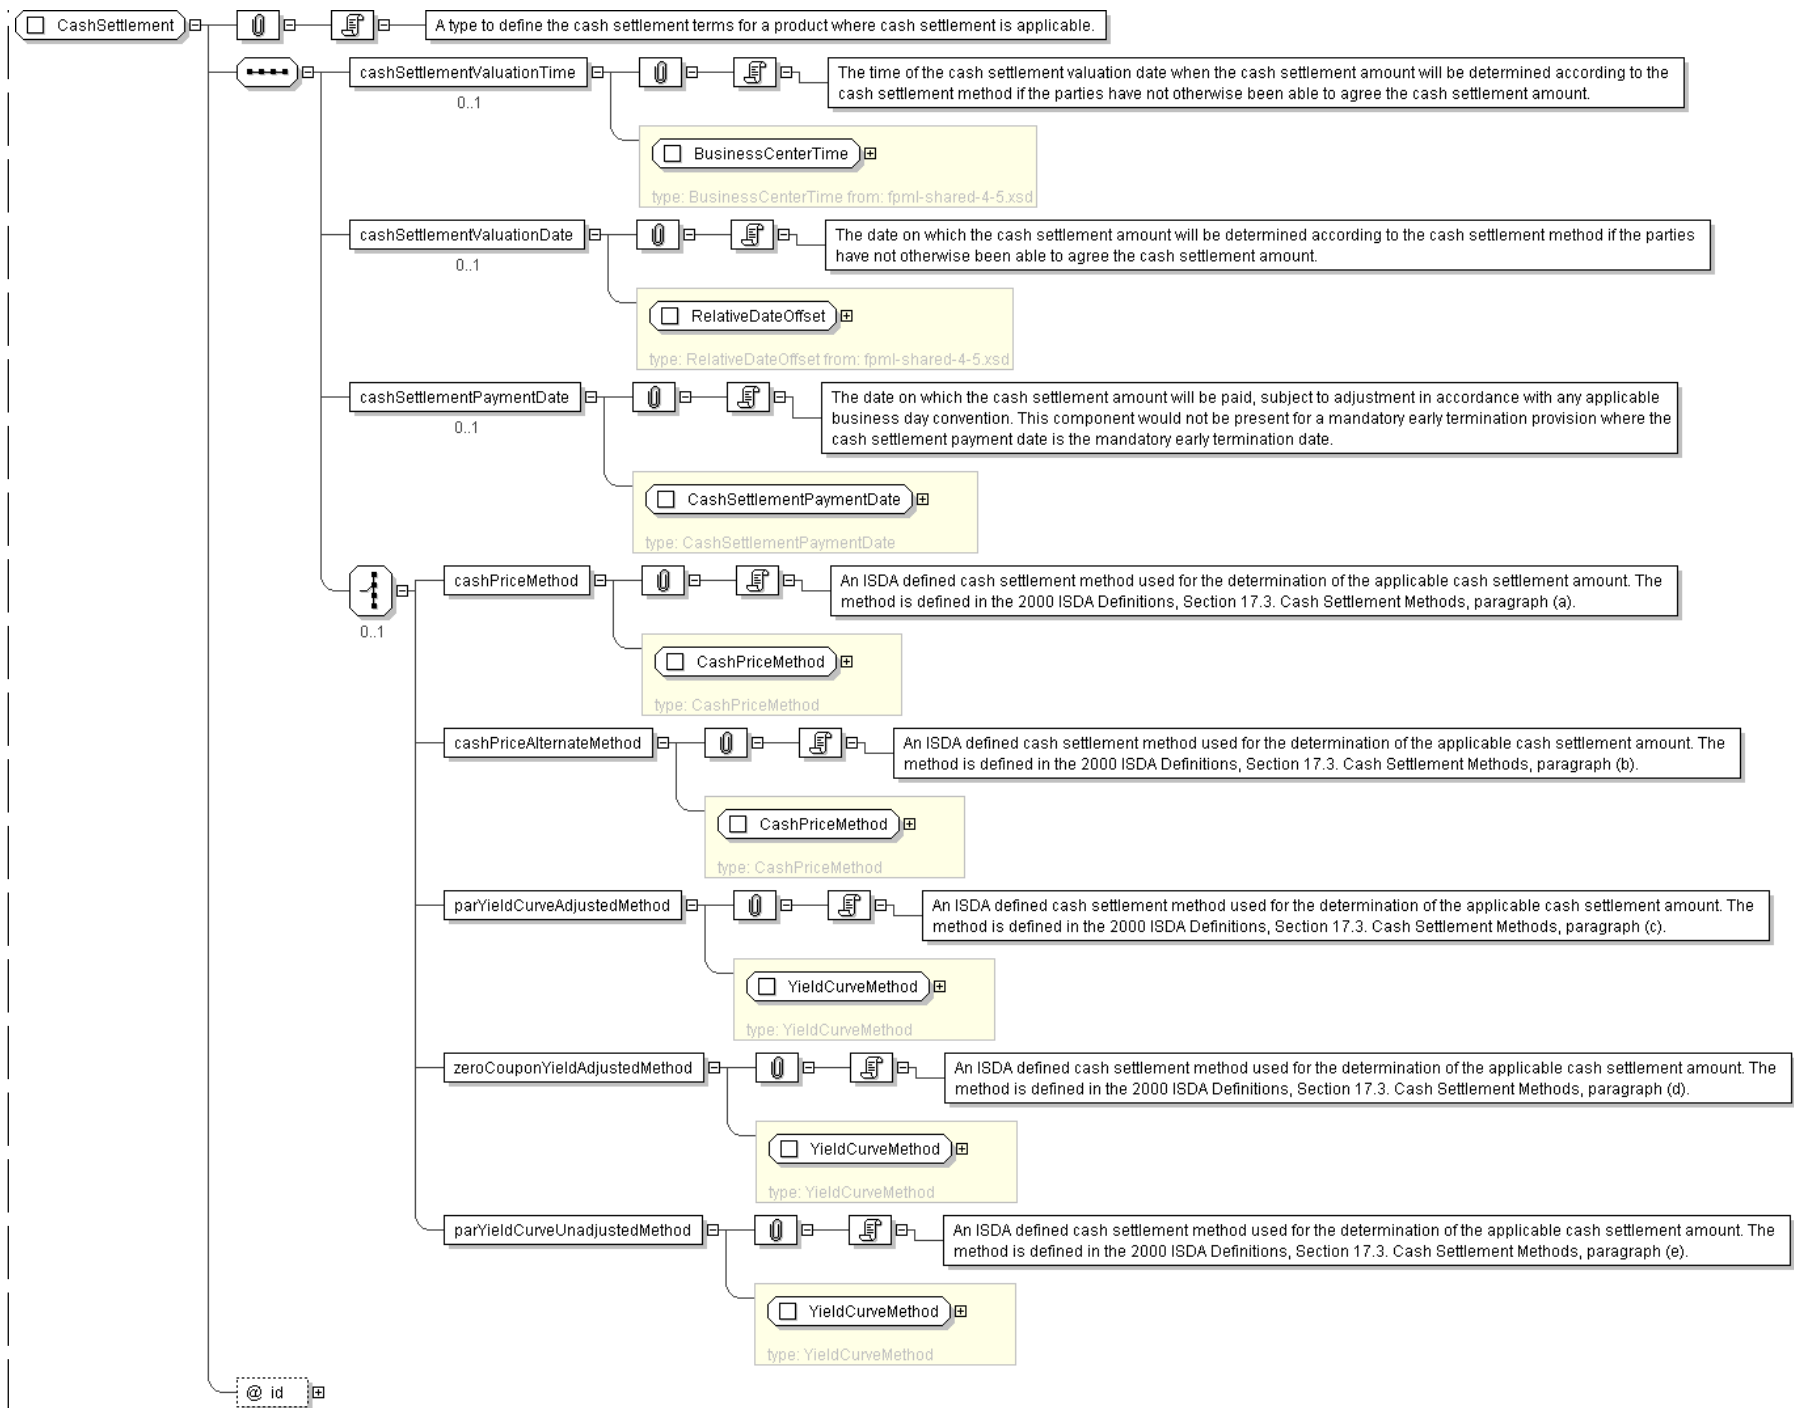 CashSettlement
A type to define the cash settlement terms for a product where cash settlement is applicable.
cashSettlementValuationTime
0..1
The time of the cash settlement valuation date when the cash settlement amount will be determined according to the
cash settlement method if the parties have not otherwise been able to agree the cash settlement amount.
BusinessCenterTime
type: BusinessCenterTime from: fpml-shared-4-5.xsd
cashSettlementValuationDate
0..1
The date on which the cash settlement amount will be determined according to the cash settlement method if the parties
have not otherwise been able to agree the cash settlement amount.
RelativeDateOffset
type: RelativeDateOffset from: fpml-shared-4-5.xsd
cashSettlementPaymentDate
0..1
The date on which the cash settlement amount will be paid, subject to adjustment in accordance with any applicable
business day convention. This component would not be present for a mandatory early termination provision where the
cash settlement payment date is the mandatory early termination date.
CashSettlementPaymentDate
type: CashSettlementPaymentDate
0..1
cashPriceMethod
An ISDA defined cash settlement method used for the determination of the applicable cash settlement amount. The
method is defined in the 2000 ISDA Definitions, Section 17.3. Cash Settlement Methods, paragraph (a).
CashPriceMethod
type: CashPriceMethod
cashPriceAlternateMethod
An ISDA defined cash settlement method used for the determination of the applicable cash settlement amount. The
method is defined in the 2000 ISDA Definitions, Section 17.3. Cash Settlement Methods, paragraph (b).
CashPriceMethod
type: CashPriceMethod
parYieldCurveAdjustedMethod
An ISDA defined cash settlement method used for the determination of the applicable cash settlement amount. The
method is defined in the 2000 ISDA Definitions, Section 17.3. Cash Settlement Methods, paragraph (c).
YieldCurveMethod
type: YieldCurveMethod
zeroCouponYieldAdjustedMethod
An ISDA defined cash settlement method used for the determination of the applicable cash settlement amount. The
method is defined in the 2000 ISDA Definitions, Section 17.3. Cash Settlement Methods, paragraph (d).
YieldCurveMethod
type: YieldCurveMethod
parYieldCurveUnadjustedMethod
An ISDA defined cash settlement method used for the determination of the applicable cash settlement amount. The
method is defined in the 2000 ISDA Definitions, Section 17.3. Cash Settlement Methods, paragraph (e).
YieldCurveMethod
type: YieldCurveMethod
@ id